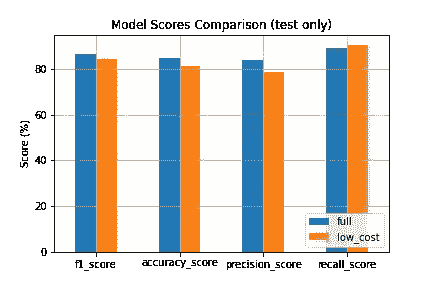 Model Scores Comparison (test only)
Score (%)
80
60
40
20
0
full
low_cost
f1_score
accuracy_score
precision_score
recall_score